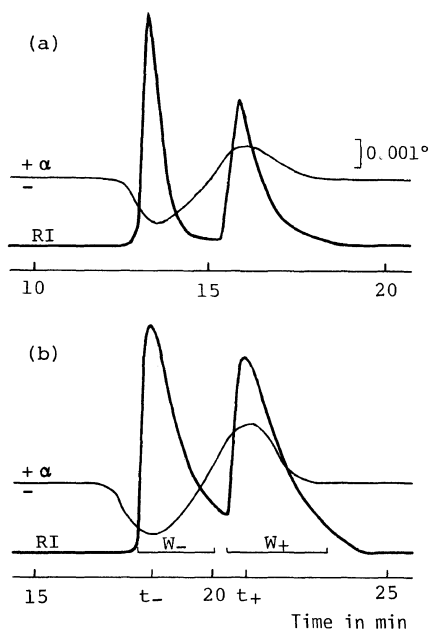 (a)
+ α
−
0.001°
RI
10 15 20
(b)
+ α
−
RI W− W+
15 t− 20 t+ 25
Time in min